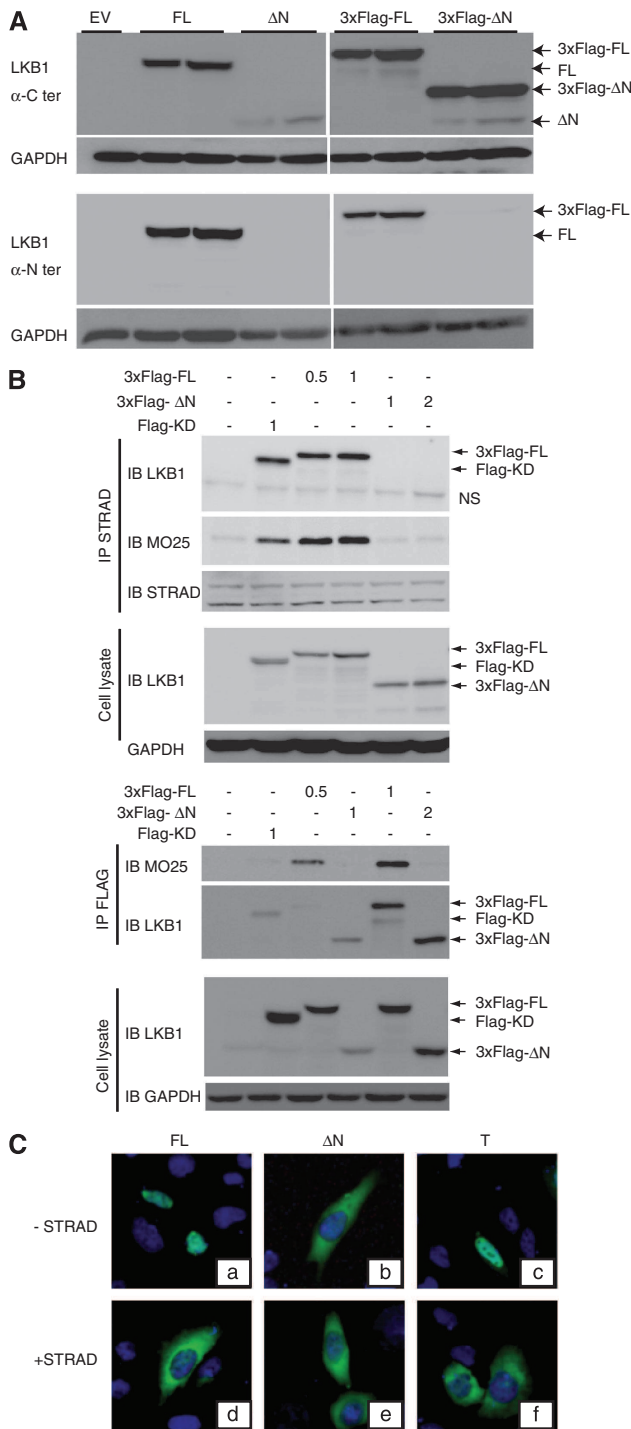 A
EV FL ΔN 3xFlag-FL 3xFlag-ΔN
LKB1
α-C ter
3xFlag-FL
FL
3xFlag-ΔN
ΔN
GAPDH
LKB1
α-N ter
3xFlag-FL
FL
GAPDH
B
3xFlag-FL - - 0.5 1 - -
3xFlag- ΔN - - - - 1 2
Flag-KD - 1 - - - -
IP STRAD
IB LKB1
3xFlag-FL
Flag-KD
NS
IB MO25
IB STRAD
Cell lysate
IB LKB1
3xFlag-FL
Flag-KD
3xFlag-ΔN
GAPDH
3xFlag-FL - - 0.5 - 1 -
3xFlag- ΔN - - - 1 - 2
Flag-KD - 1 - - - -
IP FLAG
IB MO25
IB LKB1
3xFlag-FL
Flag-KD
3xFlag-ΔN
Cell lysate
IB LKB1
3xFlag-FL
Flag-KD
3xFlag-ΔN
IB GAPDH
C
FL ΔN T
- STRAD
a b c
+STRAD
d e f